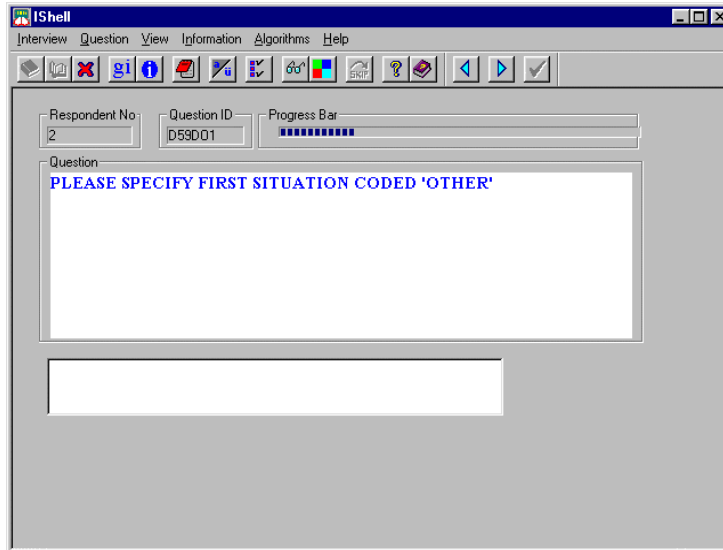 IShell
Interview Question View Information Algorithms Help
gi SKIP ?
Respondent No Question ID Progress Bar
2 D59D01
Question
PLEASE SPECIFY FIRST SITUATION CODED 'OTHER'